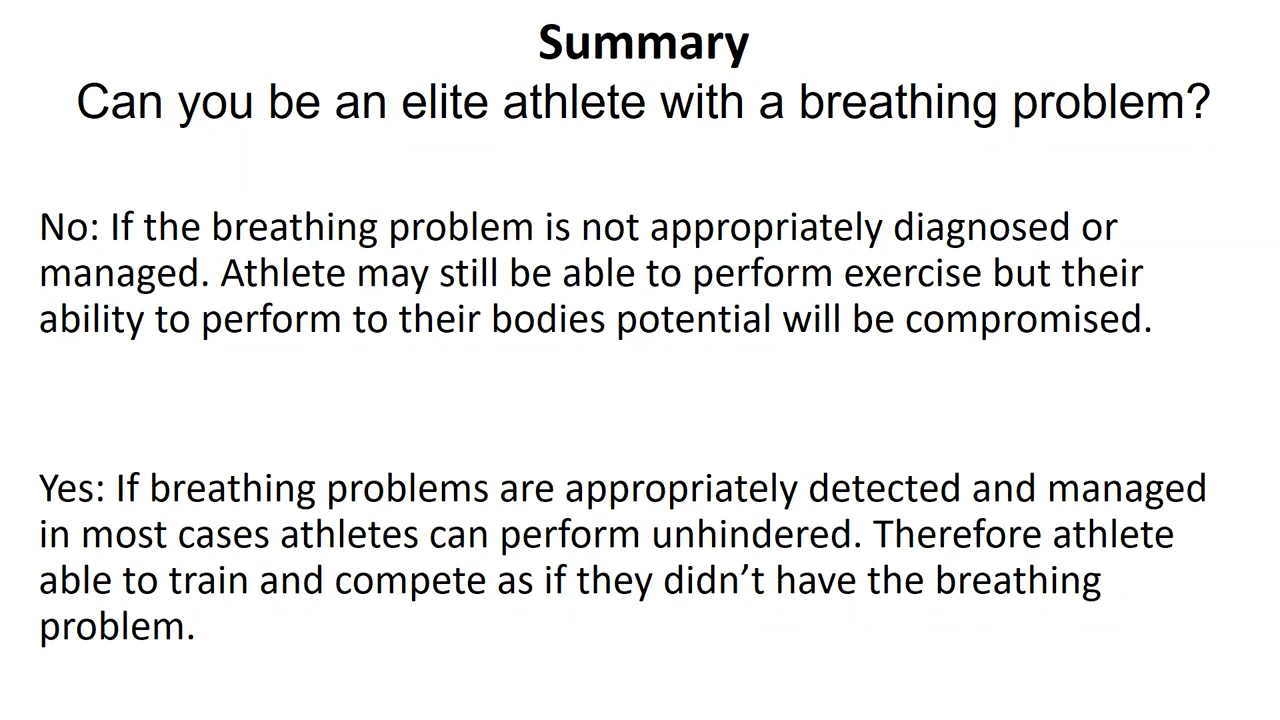 Summary
Can you be an elite athlete with a breathing problem?
No: If the breathing problem is not appropriately diagnosed or
managed. Athlete may still be able to perform exercise but their
ability to perform to their bodies potential will be compromised.
Yes: If breathing problems are appropriately detected and managed
in most cases athletes can perform unhindered. Therefore athlete
able to train and compete as if they didn’t have the breathing
problem.